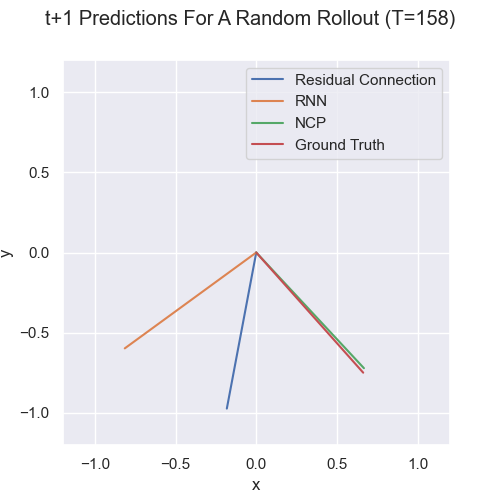 t+1 Predictions For A Random Rollout (T=158)
Residual Connection
RNN
NCP
Ground Truth
1.0
0.5
0.0
−0.5
−1.0
y
−1.0 −0.5 0.0 0.5 1.0
x